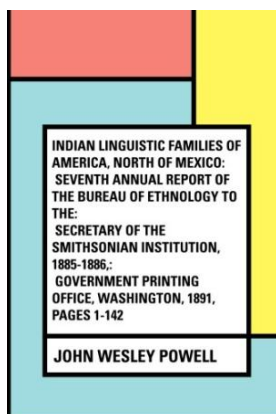 INDIAN LINGUISTIC FAMILIES OF
AMERICA, NORTH OF MEXICO:
SEVENTH ANNUAL REPORT OF
THE BUREAU OF ETHNOLOGY TO
THE:
SECRETARY OF THE
SMITHSONIAN INSTITUTION,
1885-1886,:
GOVERNMENT PRINTING
OFFICE, WASHINGTON, 1891,
PAGES 1-142
JOHN WESLEY POWELL